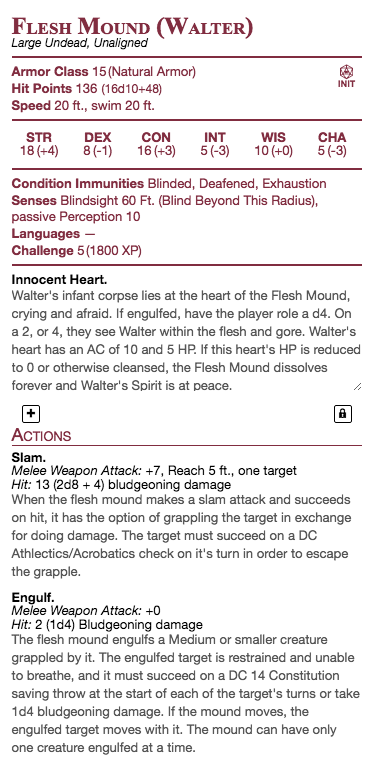 Flesh Mound (Walter)
Large Undead, Unaligned
Armor Class 15 (Natural Armor)
INIT
Hit Points 136 (16d10+48)
Speed 20 ft., swim 20 ft.
STR DEX CON INT WIS CHA
18 (+4) 8 (-1) 16 (+3) 5 (-3) 10 (+0) 5 (-3)
Condition Immunities Blinded, Deafened, Exhaustion
Senses Blindsight 60 Ft. (Blind Beyond This Radius),
passive Perception 10
Languages —
Challenge 5 (1800 XP)
Innocent Heart.
Walter's infant corpse lies at the heart of the Flesh Mound,
crying and afraid. If engulfed, have the player role a d4. On
a 2, or 4, they see Walter within the flesh and gore. Walter's
heart has an AC of 10 and 5 HP. If this heart's HP is reduced
to 0 or otherwise cleansed, the Flesh Mound dissolves
forever and Walter's Spirit is at peace.
Actions
Slam.
Melee Weapon Attack: +7, Reach 5 ft., one target
Hit: 13 (2d8 + 4) bludgeoning damage
When the flesh mound makes a slam attack and succeeds
on hit, it has the option of grappling the target in exchange
for doing damage. The target must succeed on a DC
Athlectics/Acrobatics check on it's turn in order to escape
the grapple.
Engulf.
Melee Weapon Attack: +0
Hit: 2 (1d4) Bludgeoning damage
The flesh mound engulfs a Medium or smaller creature
grappled by it. The engulfed target is restrained and unable
to breathe, and it must succeed on a DC 14 Constitution
saving throw at the start of each of the target's turns or take
1d4 bludgeoning damage. If the mound moves, the
engulfed target moves with it. The mound can have only
one creature engulfed at a time.